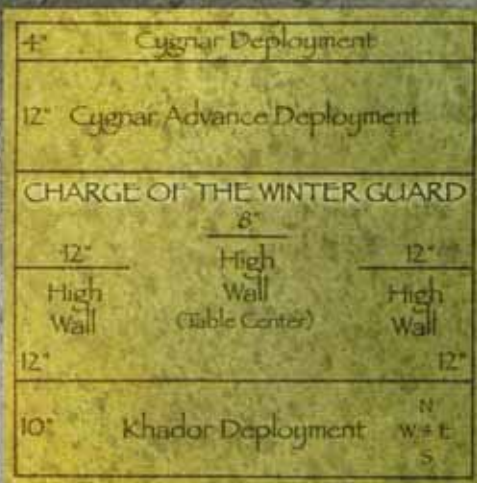 4" Cygnar Deployment
12" Cygnar Advance Deployment
CHARGE OF THE WINTER GUARD
8"
12" High 12"
High Wall High
Wall (Table Center) Wall
12" 12"
10" Khador Deployment
N
W + E
S